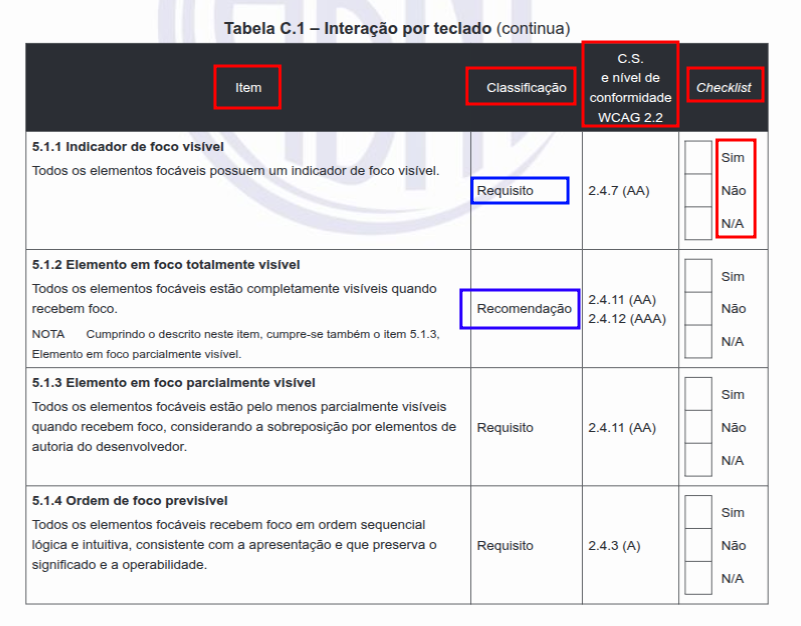 Tabela C.1 – Interação por teclado (continua)
Item
Classificação
C.S.
e nível de
conformidade
WCAG 2.2
Checklist
5.1.1 Indicador de foco visível
Todos os elementos focáveis possuem um indicador de foco visível.
Requisito
2.4.7 (AA)
Sim
Não
N/A
5.1.2 Elemento em foco totalmente visível
Todos os elementos focáveis estão completamente visíveis quando
recebem foco.
NOTA Cumprindo o descrito neste item, cumpre-se também o item 5.1.3,
Elemento em foco parcialmente visível.
Recomendação
2.4.11 (AA)
2.4.12 (AAA)
Sim
Não
N/A
5.1.3 Elemento em foco parcialmente visível
Todos os elementos focáveis estão pelo menos parcialmente visíveis
quando recebem foco, considerando a sobreposição por elementos de
autoria do desenvolvedor.
Requisito
2.4.11 (AA)
Sim
Não
N/A
5.1.4 Ordem de foco previsível
Todos os elementos focáveis recebem foco em ordem sequencial
lógica e intuitiva, consistente com a apresentação e que preserva o
significado e a operabilidade.
Requisito
2.4.3 (A)
Sim
Não
N/A